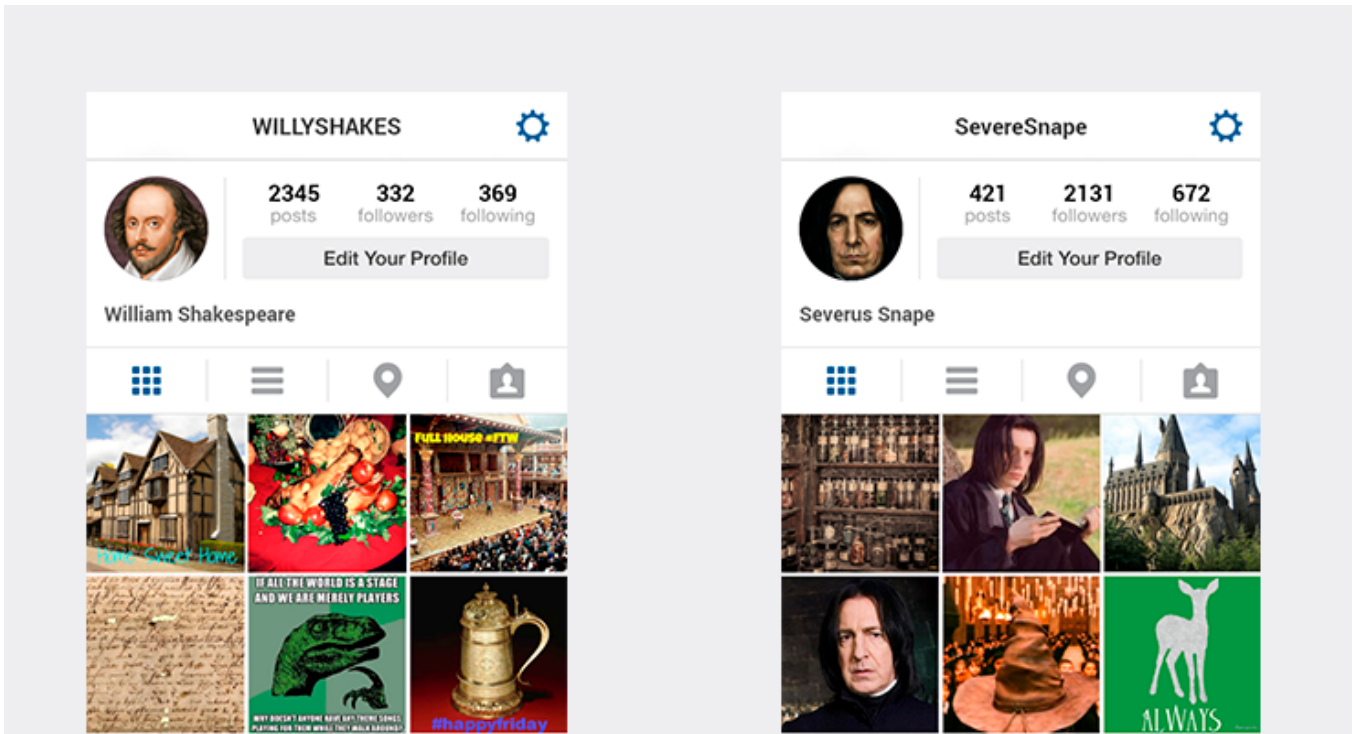 WILLYSHAKES
2345 332 369
posts followers following
Edit Your Profile
William Shakespeare
Home Sweet Home
FULL HOUSE #FTW
IF ALL THE WORLD IS A STAGE
AND WE ARE MERELY PLAYERS
WHY DOESN'T ANYONE HAVE ANY THEME SONGS
PLAYING FOR THEM WHILE THEY WALK AROUND?
#happyfriday
SevereSnape
421 2131 672
posts followers following
Edit Your Profile
Severus Snape
ALWAYS